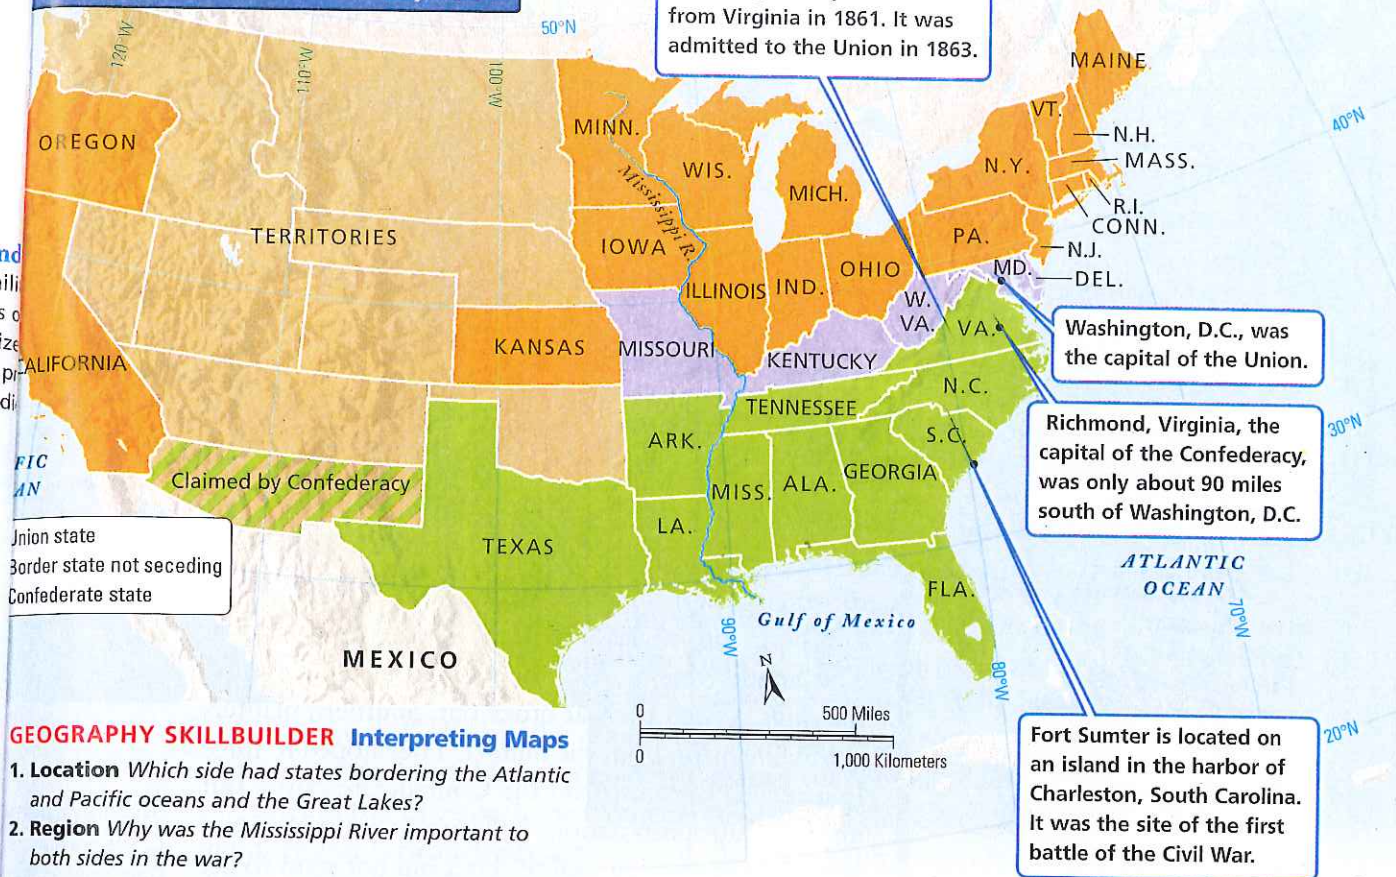 from Virginia in 1861. It was
admitted to the Union in 1863.
120°W
110°W
100°W
50°N
40°N
OREGON
CALIFORNIA
TERRITORIES
MINN.
WIS.
MICH.
IOWA
ILLINOIS
IND.
OHIO
Mississippi R.
KANSAS
MISSOURI
KENTUCKY
W.
VA.
VA.
MAINE
VT.
N.H.
MASS.
N.Y.
R.I.
CONN.
PA.
N.J.
MD.
DEL.
Washington, D.C., was
the capital of the Union.
N.C.
TENNESSEE
S.C.
ARK.
MISS.
ALA.
GEORGIA
LA.
TEXAS
FLA.
Claimed by Confederacy
Richmond, Virginia, the
capital of the Confederacy,
was only about 90 miles
south of Washington, D.C.
30°N
ATLANTIC
OCEAN
70°W
Gulf of Mexico
90°W
80°W
20°N
MEXICO
FIC
AN
Union state
Border state not seceding
Confederate state
N
0
500 Miles
0
1,000 Kilometers
Fort Sumter is located on
an island in the harbor of
Charleston, South Carolina.
It was the site of the first
battle of the Civil War.
GEOGRAPHY SKILLBUILDER Interpreting Maps
1. Location Which side had states bordering the Atlantic
and Pacific oceans and the Great Lakes?
2. Region Why was the Mississippi River important to
both sides in the war?